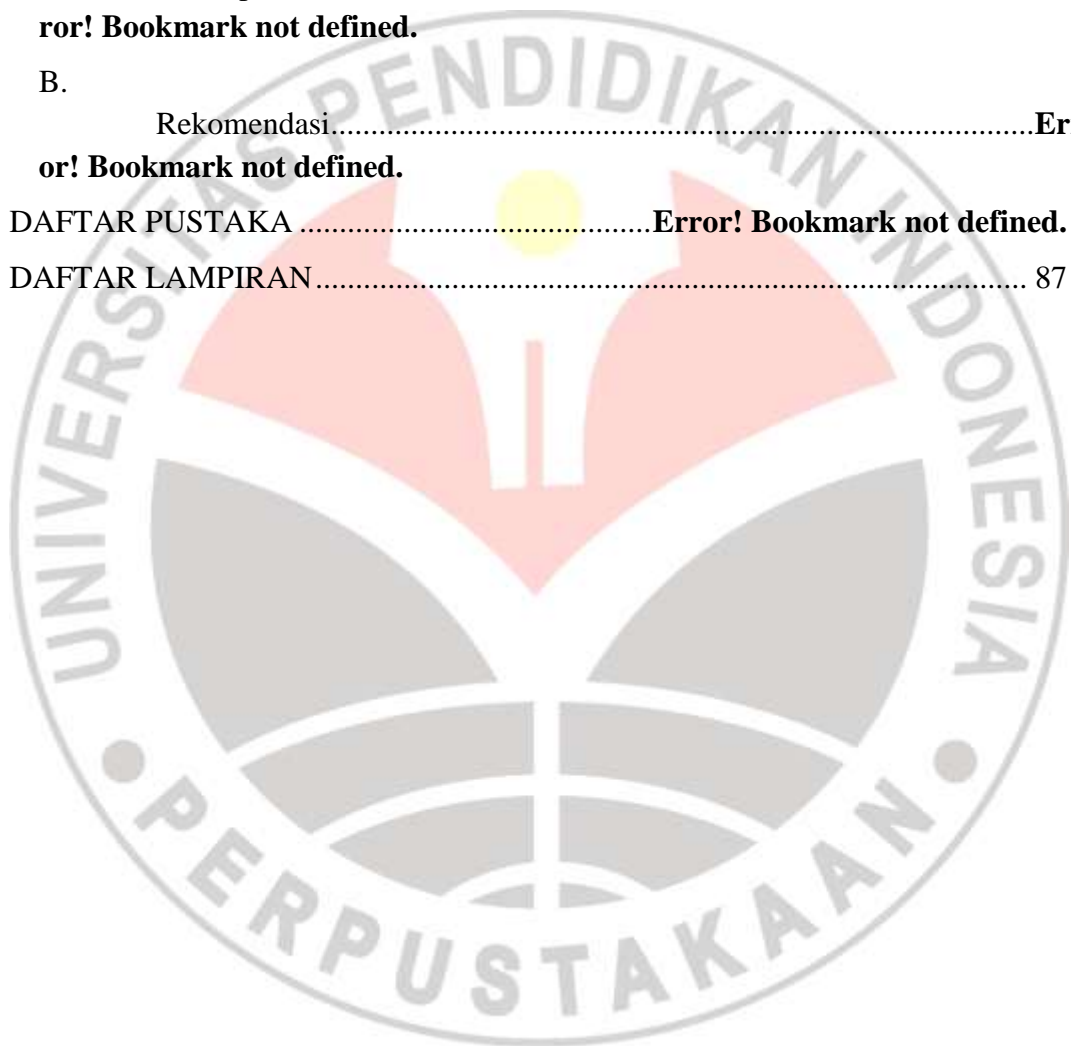 ror! Bookmark not defined.
B.
Rekomendasi..........................................................................................Er
or! Bookmark not defined.
DAFTAR PUSTAKA .............................................Error! Bookmark not defined.
DAFTAR LAMPIRAN........................................................................................... 87
UNIVERSITAS PENDIDIKAN INDONESIA
PERPUSTAKAAN